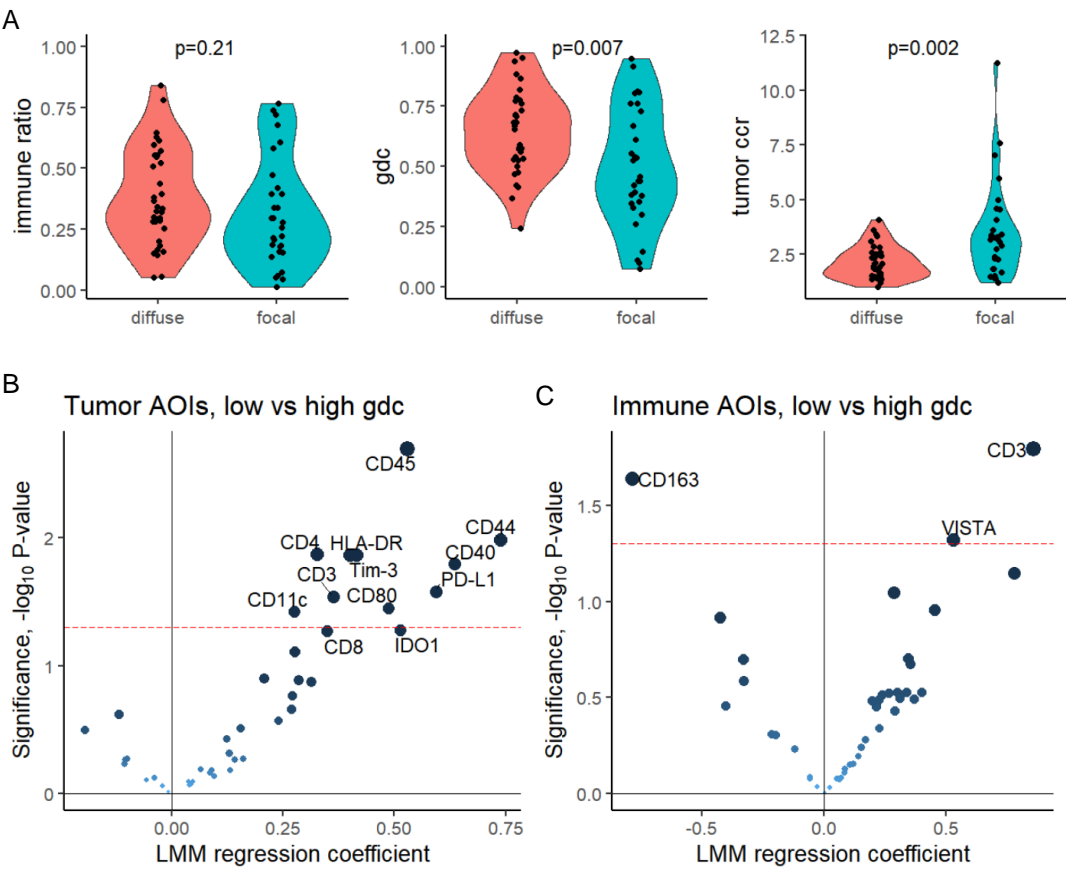 A
immune ratio
1.00
0.75
0.50
0.25
0.00
p=0.21
diffuse
focal
gdc
1.00
0.75
0.50
0.25
0.00
p=0.007
diffuse
focal
tumor ccr
12.5
10.0
7.5
5.0
2.5
p=0.002
diffuse
focal
B
Tumor AOIs, low vs high gdc
Significance, -log10 P-value
2
1
0
CD45
CD44
CD4
HLA-DR
CD40
Tim-3
CD3
PD-L1
CD80
CD11c
CD8
IDO1
0.00
0.25
0.50
0.75
LMM regression coefficient
C
Immune AOIs, low vs high gdc
Significance, -log10 P-value
1.5
1.0
0.5
0.0
CD3
CD163
VISTA
-0.5
0.0
0.5
LMM regression coefficient